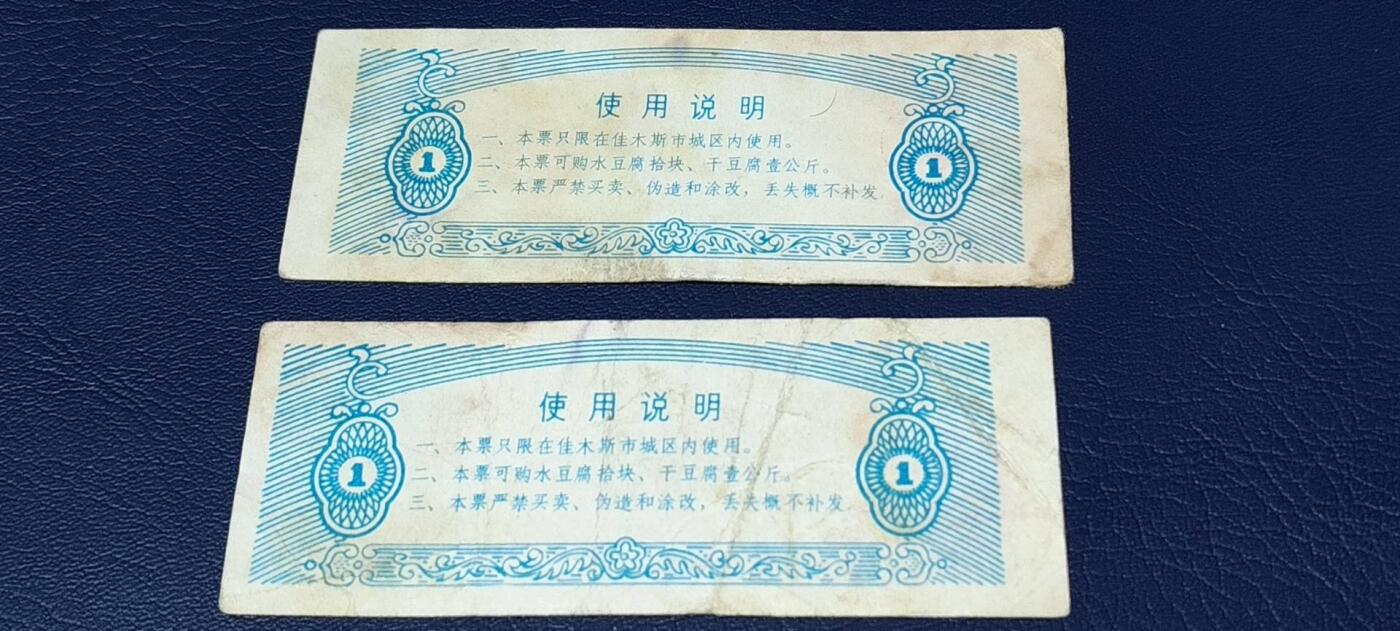 使用说明
1
1
一、本票只限在佳木斯市城区内使用。
二、本票可购水豆腐拾块、干豆腐壹公斤。
三、本票严禁买卖、伪造和涂改，丢失概不补发.
使用说明
1
1
一、本票只限在佳木斯市城区内使用。
二、本票可购水豆腐拾块、干豆腐壹公斤。
三、本票严禁买卖、伪造和涂改，丢失概不补发.